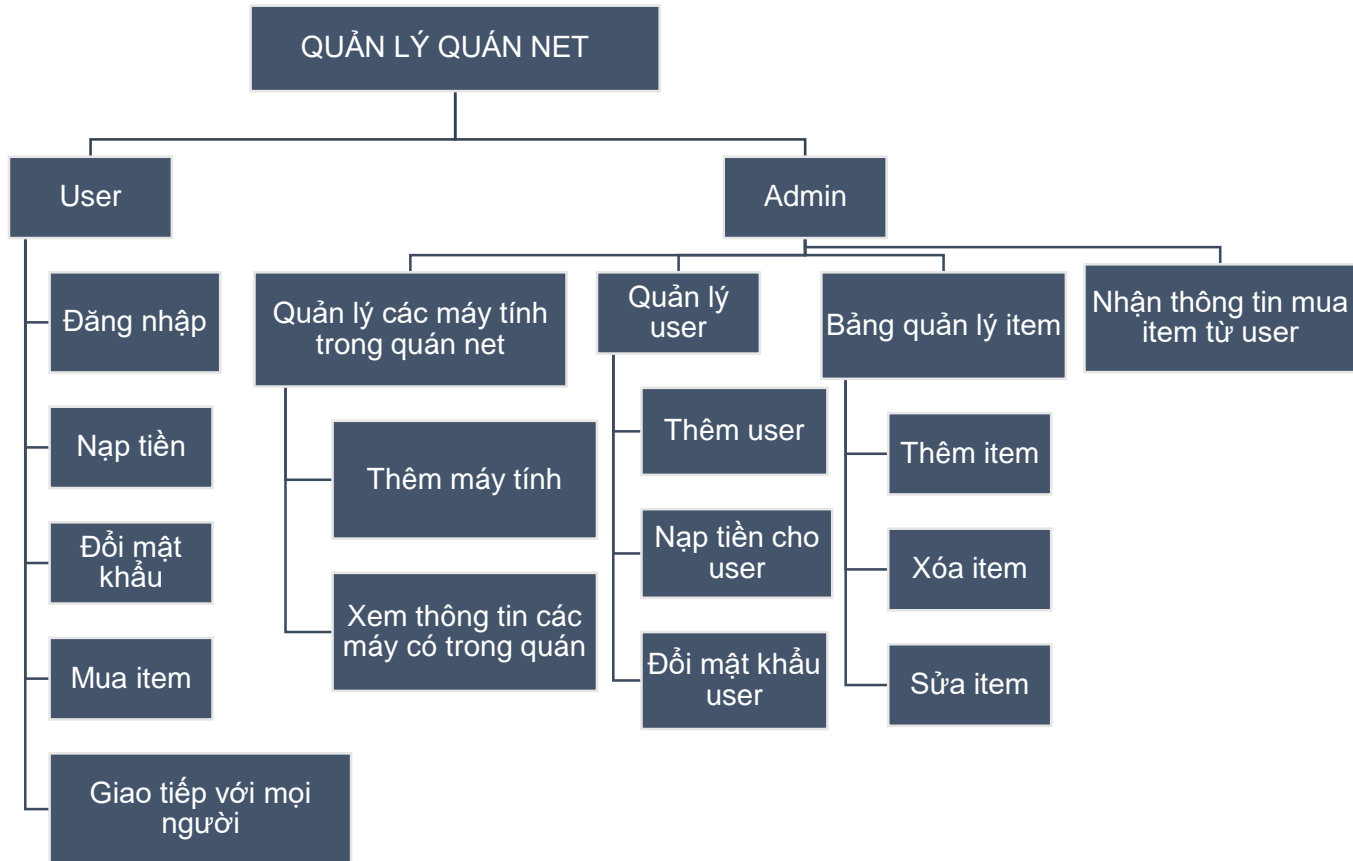 QUẢN LÝ QUÁN NET
User
Admin
Đăng nhập
Nạp tiền
Đổi mật
khẩu
Mua item
Giao tiếp với mọi
người
Quản lý các máy tính
trong quán net
Thêm máy tính
Xem thông tin các
máy có trong quán
Quản lý
user
Thêm user
Nạp tiền cho
user
Đổi mật khẩu
user
Bảng quản lý item
Thêm item
Xóa item
Sửa item
Nhận thông tin mua
item từ user